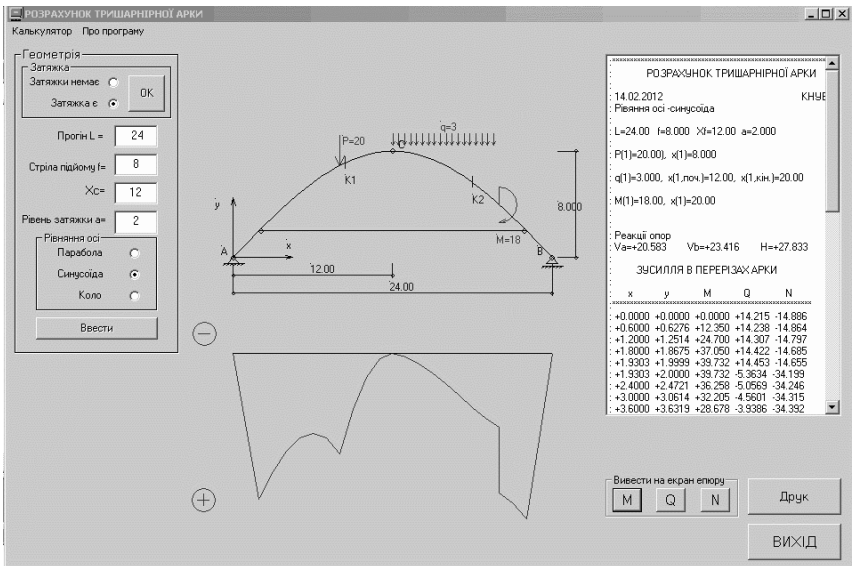 РОЗРАХУНОК ТРИШАРНІРНОЇ АРКИ
Калькулятор Про програму
Геометрія
Затяжка
Затяжки немає
Затяжка є
OK
Прогін L = 24
Стріла підйому f= 8
Xc= 12
Рівень затяжки a= 2
Рівняння осі
Парабола
Синусоїда
Коло
Ввести
q=3
P=20
C
K1
K2
8.000
y
x
M=18
A
B
12.00
24.00
РОЗРАХУНОК ТРИШАРНІРНОЇ АРКИ
: 14.02.2012 КНУБ
: Рівяння осі -синусоїда
: L=24.00 f=8.000 Xf=12.00 a=2.000
: P(1)=20.00), x(1)=8.000
: q(1)=3.000, x(1,поч.)=12.00, x(1,кін.)=20.00
: M(1)=18.00, x(1)=20.00
: Реакції опор
: Va=+20.583 Vb=+23.416 H=+27.833
: ЗУСИЛЛЯ В ПЕРЕРІЗАХ АРКИ
: x y M Q N
: +0.0000 +0.0000 +0.0000 +14.215 -14.886
: +0.6000 +0.6276 +12.350 +14.238 -14.864
: +1.2000 +1.2514 +24.700 +14.307 -14.797
: +1.8000 +1.8675 +37.050 +14.422 -14.685
: +1.9303 +1.9999 +39.732 +14.453 -14.655
: +1.9303 +2.0000 +39.732 -5.3634 -34.199
: +2.4000 +2.4721 +36.258 -5.0569 -34.246
: +3.0000 +3.0614 +32.205 -4.5601 -34.315
: +3.6000 +3.6319 +28.678 -3.9386 -34.392
Вивести на екран епюру
M Q N
Друк
ВИХІД